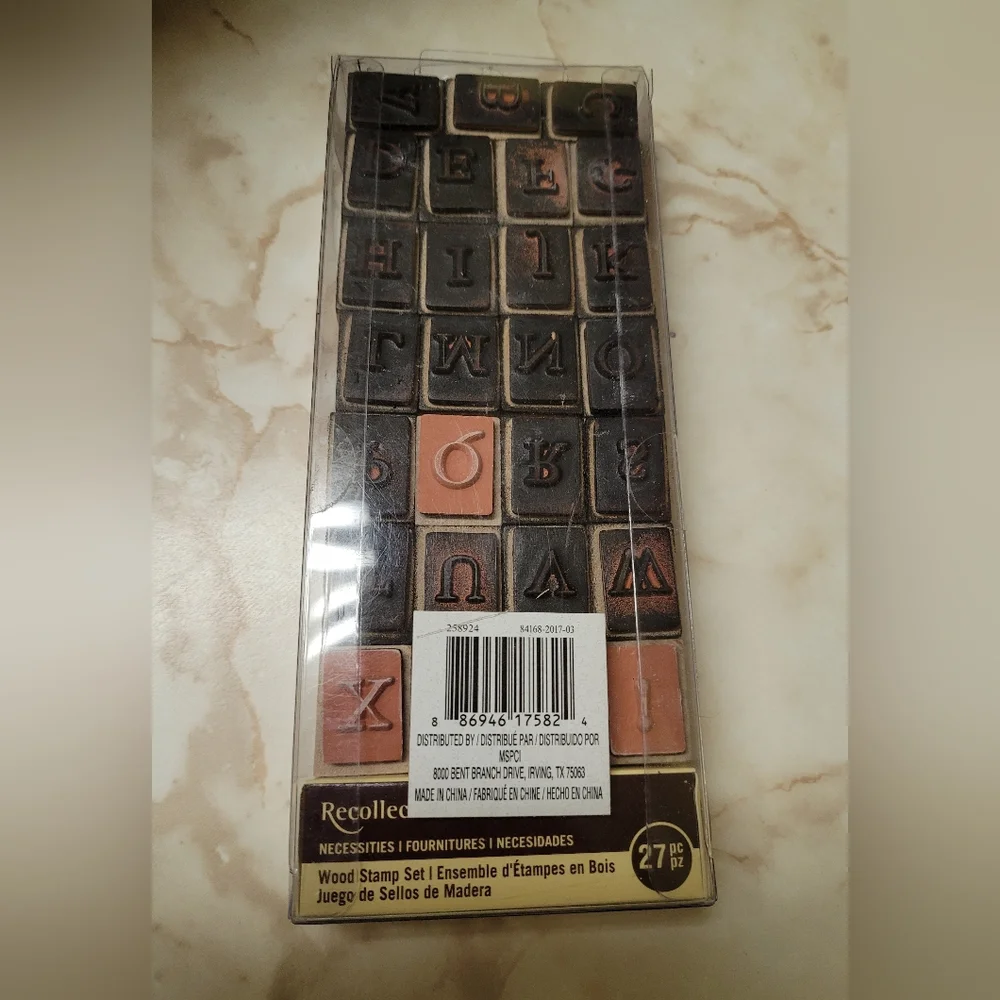 A B C
D E F G
H I J K
L M N O
P Q R S
T U V W
X
258924 84168-2017-03
8 86946 17582 4
DISTRIBUTED BY / DISTRIBUÉ PAR / DISTRIBUIDO POR
MSPCI
8000 BENT BRANCH DRIVE, IRVING, TX 75063
MADE IN CHINA / FABRIQUÉ EN CHINE / HECHO EN CHINA
Recollec
NECESSITIES | FOURNITURES | NECESIDADES
27 pc
pz
Wood Stamp Set | Ensemble d'Étampes en Bois
Juego de Sellos de Madera